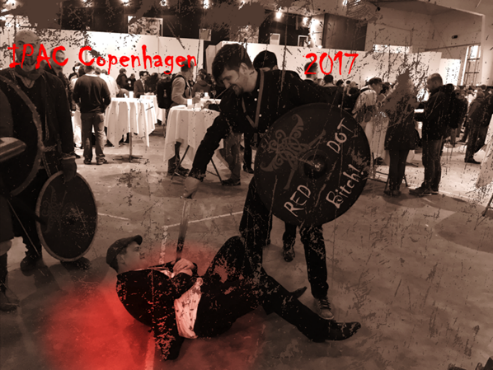 IPAC Copenhagen 2017
RED DOT
Bitch!